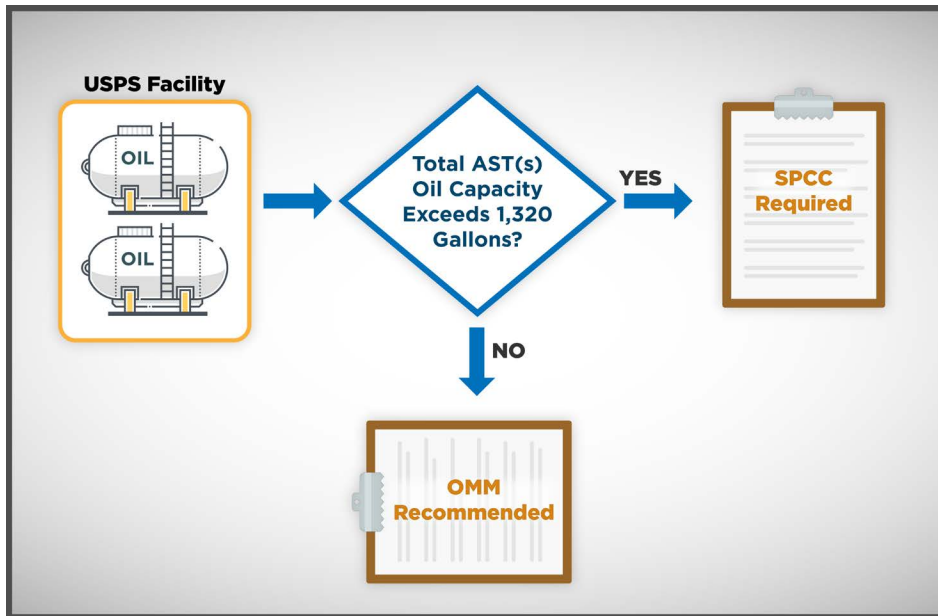 USPS Facility
OIL
OIL
Total AST(s)
Oil Capacity
Exceeds 1,320
Gallons?
YES
SPCC
Required
NO
OMM
Recommended